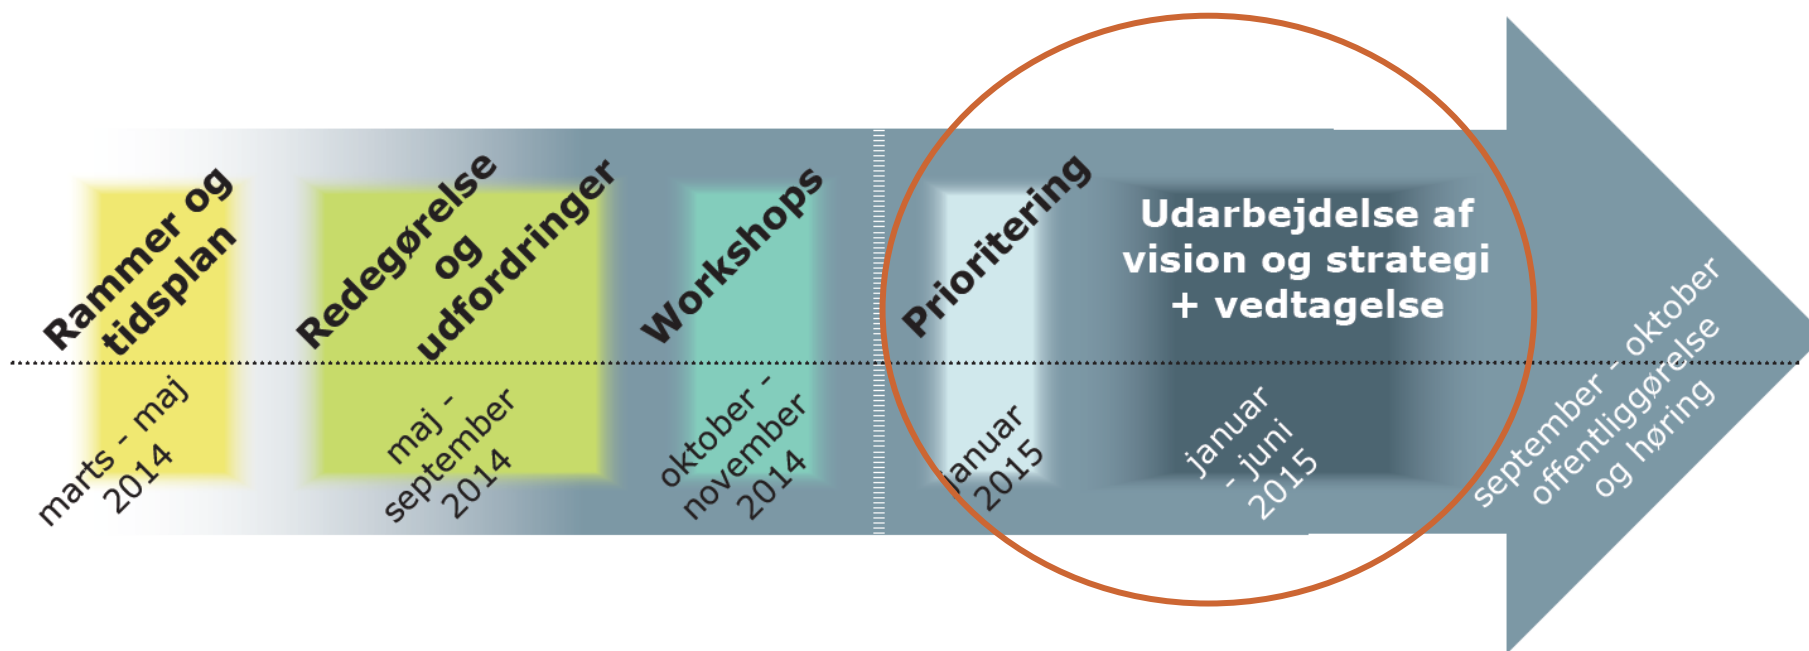 Rammer og
tidsplan
marts - maj
2014
Redegørelse
og
udfordringer
maj -
september
2014
Workshops
oktober -
november
2014
Prioritering
januar
2015
Udarbejdelse af
vision og strategi
+ vedtagelse
januar
- juni
2015
september - oktober
offentliggørelse
og høring